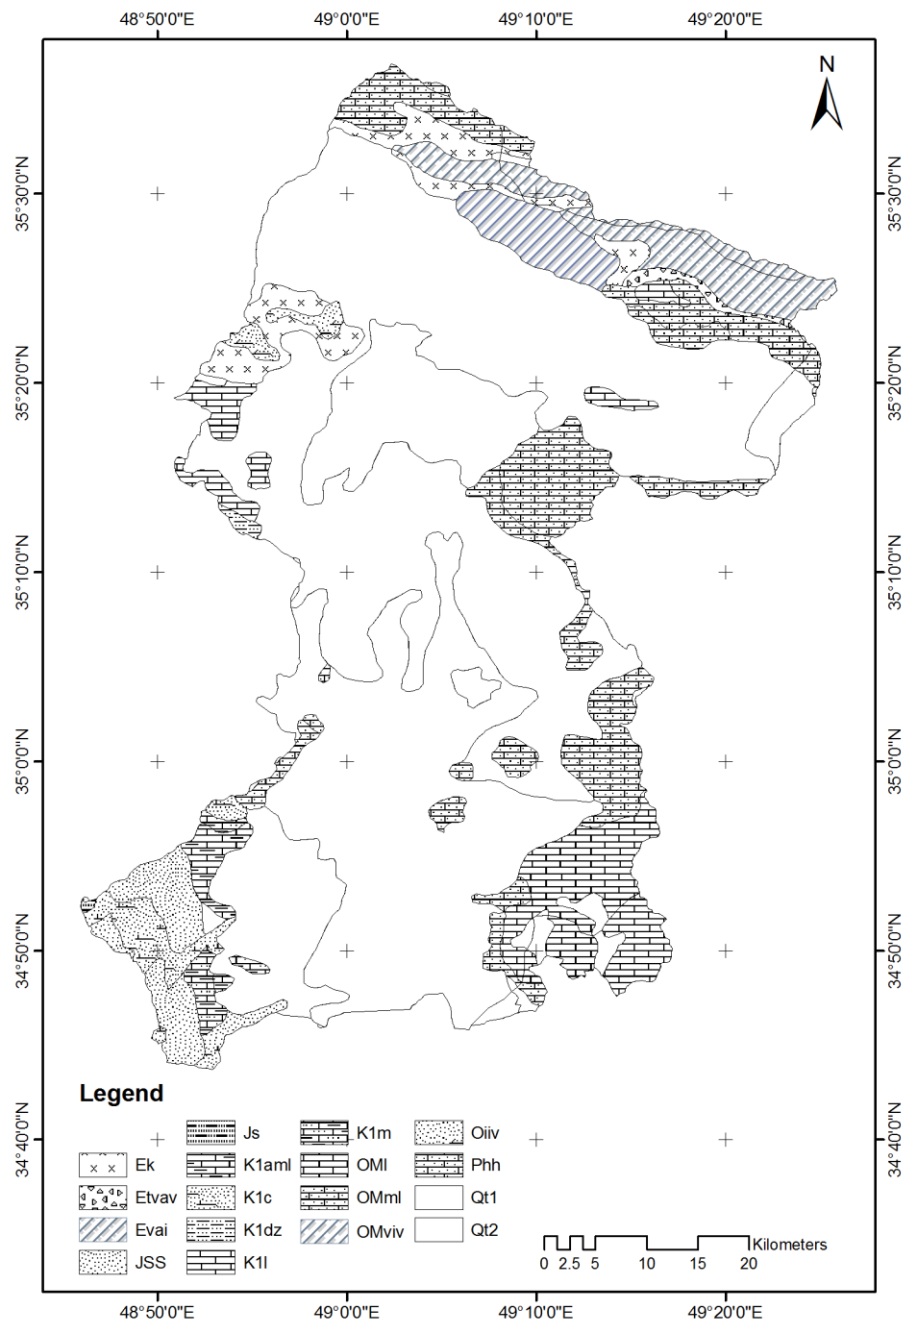 48°50'0"E 49°0'0"E 49°10'0"E 49°20'0"E
N
35°30'0"N 35°30'0"N
35°20'0"N 35°20'0"N
35°10'0"N 35°10'0"N
35°0'0"N 35°0'0"N
34°50'0"N 34°50'0"N
34°40'0"N 34°40'0"N
Legend
Js K1m Oiiv
Ek K1aml OMl Phh
Etvav K1c OMml Qt1
Evai K1dz OMviv Qt2
JSS K1l
Kilometers
0 2.5 5 10 15 20
48°50'0"E 49°0'0"E 49°10'0"E 49°20'0"E